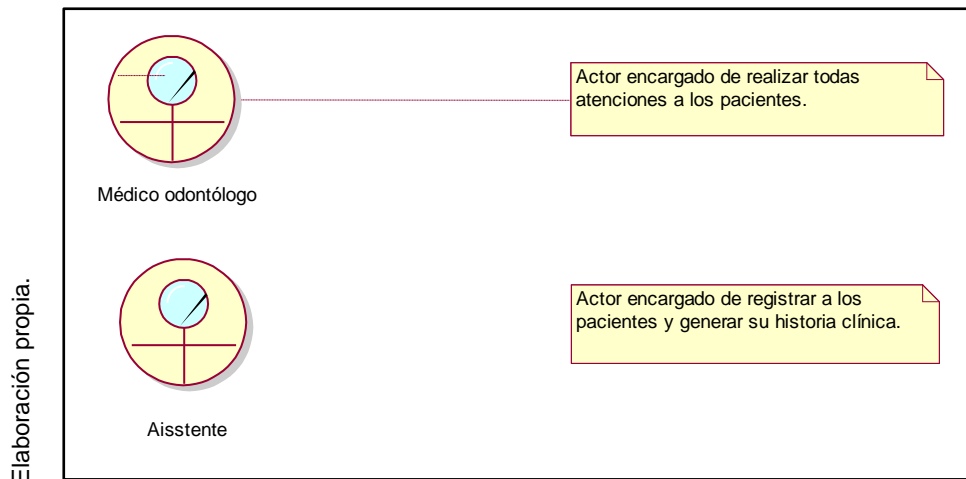 Actor encargado de realizar todas
atenciones a los pacientes.
Médico odontólogo
Actor encargado de registrar a los
pacientes y generar su historia clínica.
Aisstente
Elaboración propia.